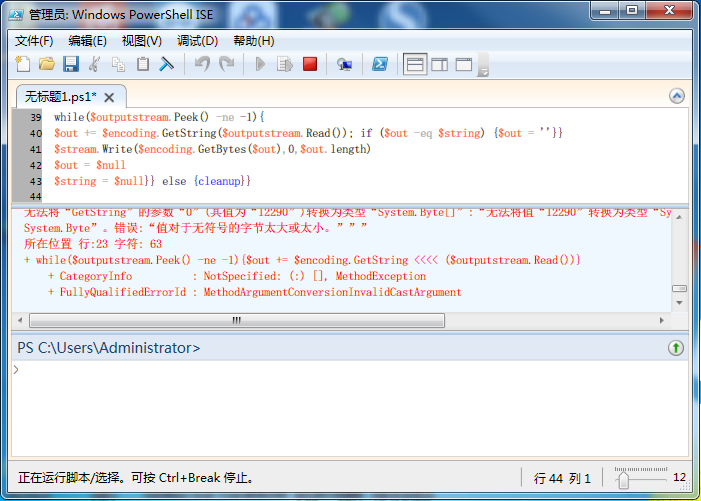 管理员: Windows PowerShell ISE
文件(F) 编辑(E) 视图(V) 调试(D) 帮助(H)
无标题1.ps1*
39 while($outputstream.Peek() -ne -1){
40 $out += $encoding.GetString($outputstream.Read()); if ($out -eq $string) {$out = ''}}
41 $stream.Write($encoding.GetBytes($out),0,$out.length)
42 $out = $null
43 $string = $null}} else {cleanup}}
44
无法将“GetString”的参数“0”(其值为“12290”)转换为类型“System.Byte[]”:“无法将值“12290”转换为类型“Sy
System.Byte”。错误:“值对于无符号的字节太大或太小。”””
所在位置 行:23 字符: 63
+ while($outputstream.Peek() -ne -1){$out += $encoding.GetString <<<< ($outputstream.Read())}
+ CategoryInfo : NotSpecified: (:) [], MethodException
+ FullyQualifiedErrorId : MethodArgumentConversionInvalidCastArgument
PS C:\Users\Administrator>
>
正在运行脚本/选择。可按 Ctrl+Break 停止。 行 44 列 1 12